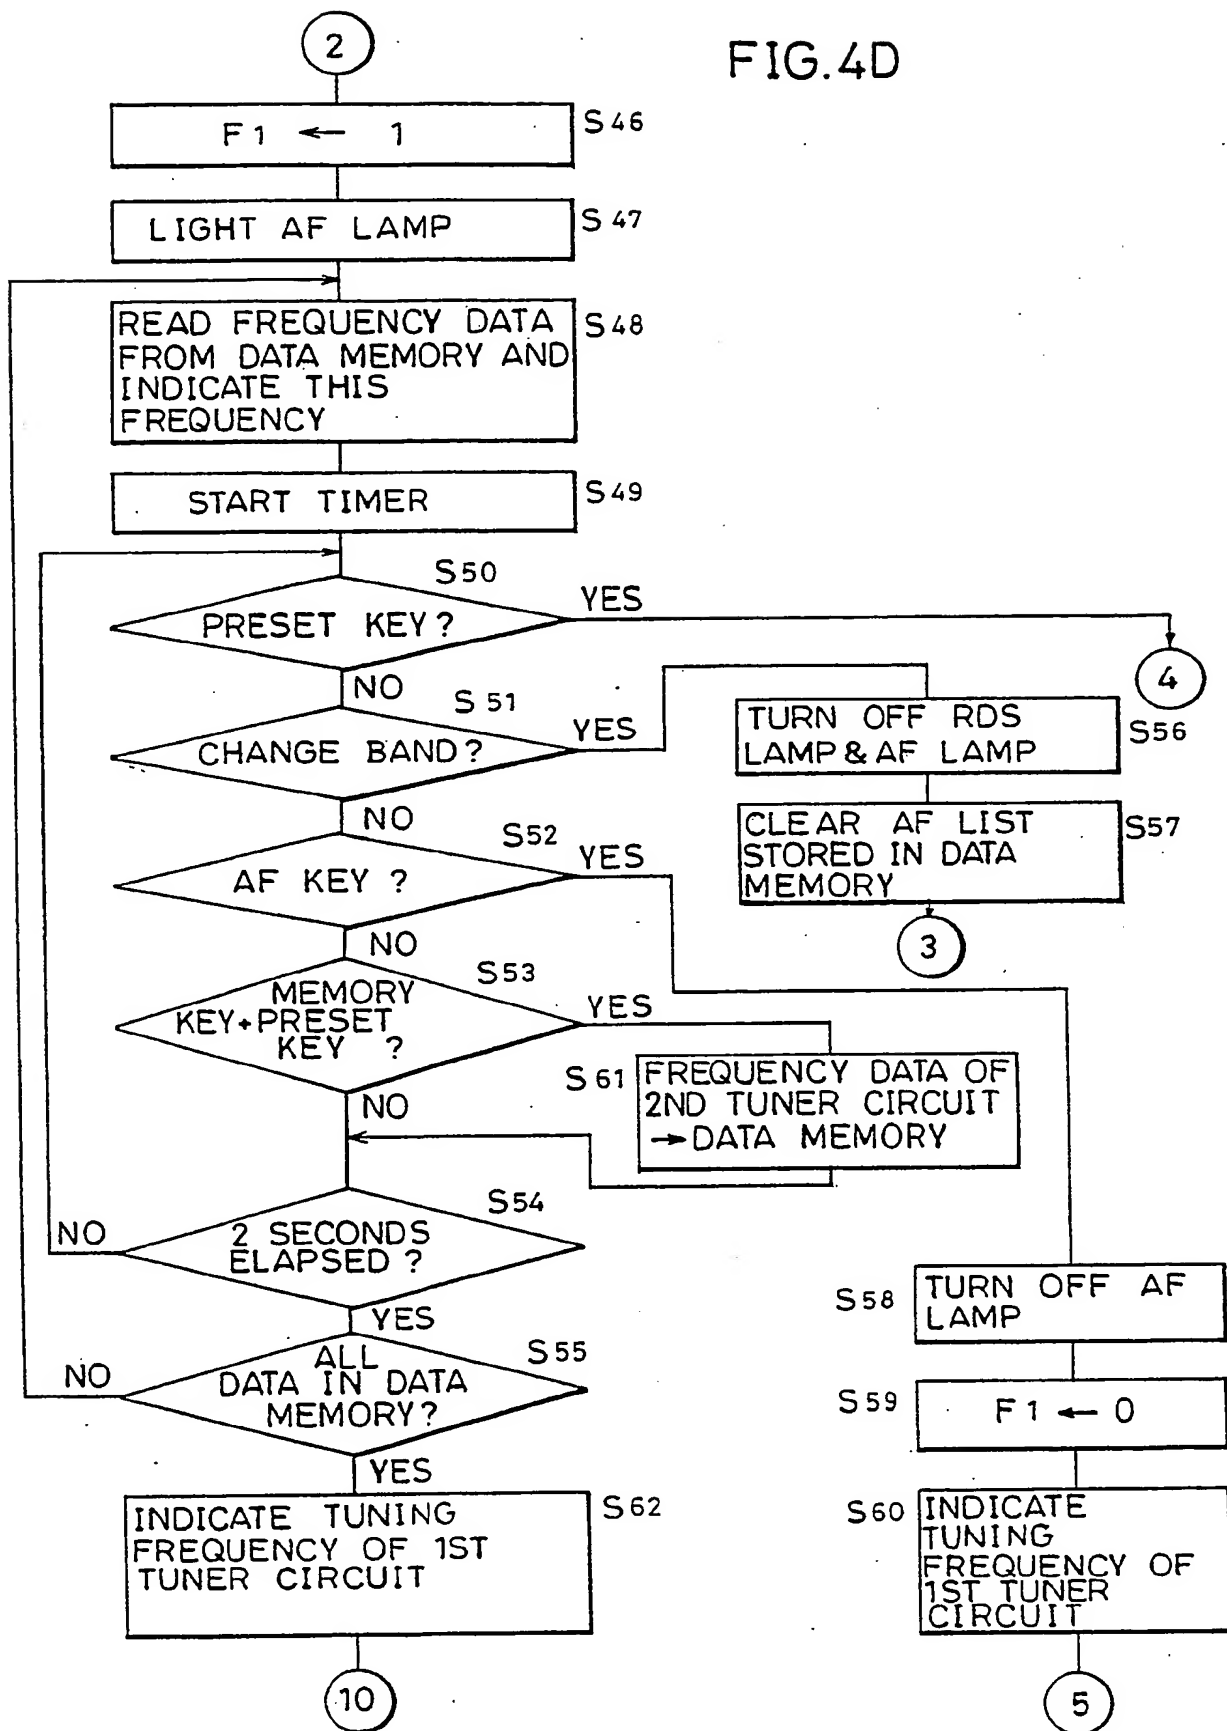 2
FIG.4D
F1 ← 1
S46
LIGHT AF LAMP
S47
READ FREQUENCY DATA
FROM DATA MEMORY AND
INDICATE THIS
FREQUENCY
S48
START TIMER
S49
S50
PRESET KEY?
YES
NO
4
S51
CHANGE BAND?
YES
NO
TURN OFF RDS
LAMP & AF LAMP
S56
CLEAR AF LIST
STORED IN DATA
MEMORY
S57
3
S52
AF KEY ?
YES
NO
S53
MEMORY
KEY+PRESET
KEY ?
YES
NO
S61
FREQUENCY DATA OF
2ND TUNER CIRCUIT
→ DATA MEMORY
S54
2 SECONDS
ELAPSED ?
NO
YES
S55
ALL
DATA IN DATA
MEMORY?
NO
YES
S58
TURN OFF AF
LAMP
S59
F1 ← 0
S60
INDICATE
TUNING
FREQUENCY OF
1ST TUNER
CIRCUIT
INDICATE TUNING
FREQUENCY OF 1ST
TUNER CIRCUIT
S62
10
5